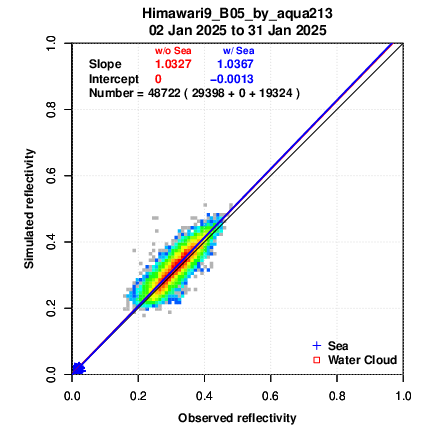 Himawari9_B05_by_aqua213
02 Jan 2025 to 31 Jan 2025
w/o Sea w/ Sea
Slope 1.0327 1.0367
Intercept 0 −0.0013
Number = 48722 ( 29398 + 0 + 19324 )
Simulated reflectivity
1.0
0.8
0.6
0.4
0.2
0.0
Sea
Water Cloud
0.0 0.2 0.4 0.6 0.8 1.0
Observed reflectivity